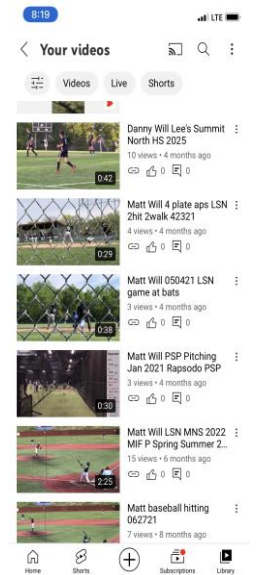 8:19
LTE
Your videos
Videos Live Shorts
Danny Will Lee's Summit
North HS 2025
10 views • 4 months ago
0 0
0:42
Matt Will 4 plate aps LSN
2hit 2walk 42321
4 views • 4 months ago
0 0
0:29
Matt Will 050421 LSN
game at bats
3 views • 4 months ago
0 0
0:38
Matt Will PSP Pitching
Jan 2021 Rapsodo PSP
3 views • 4 months ago
0 0
0:30
Matt Will LSN MNS 2022
MIF P Spring Summer 2...
15 views • 6 months ago
0 0
2:25
Matt baseball hitting
062721
7 views • 8 months ago
Home Shorts Subscriptions Library